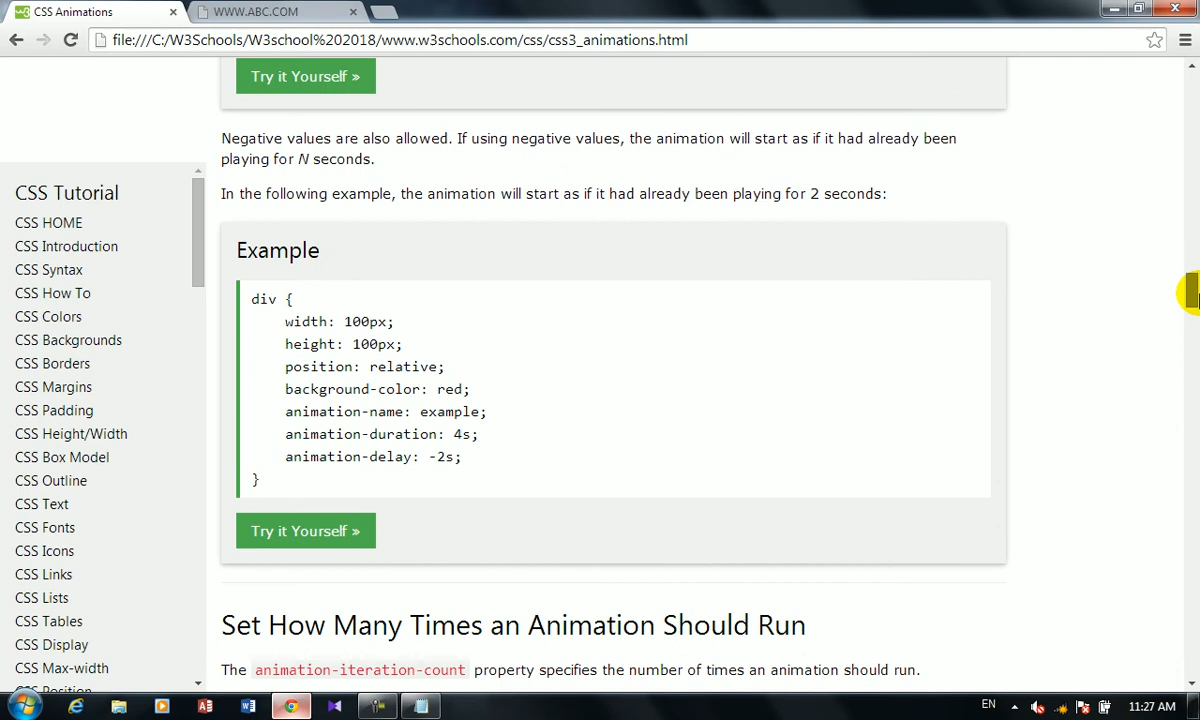 CSS Animations
WWW.ABC.COM
file:///C:/W3Schools/W3school%202018/www.w3schools.com/css/css3_animations.html
Try it Yourself »
Negative values are also allowed. If using negative values, the animation will start as if it had already been
playing for N seconds.
In the following example, the animation will start as if it had already been playing for 2 seconds:
CSS Tutorial
CSS HOME
CSS Introduction
CSS Syntax
CSS How To
CSS Colors
CSS Backgrounds
CSS Borders
CSS Margins
CSS Padding
CSS Height/Width
CSS Box Model
CSS Outline
CSS Text
CSS Fonts
CSS Icons
CSS Links
CSS Lists
CSS Tables
CSS Display
CSS Max-width
CSS Position
Example
div {
    width: 100px;
    height: 100px;
    position: relative;
    background-color: red;
    animation-name: example;
    animation-duration: 4s;
    animation-delay: -2s;
}
Try it Yourself »
Set How Many Times an Animation Should Run
The animation-iteration-count property specifies the number of times an animation should run.
EN
11:27 AM